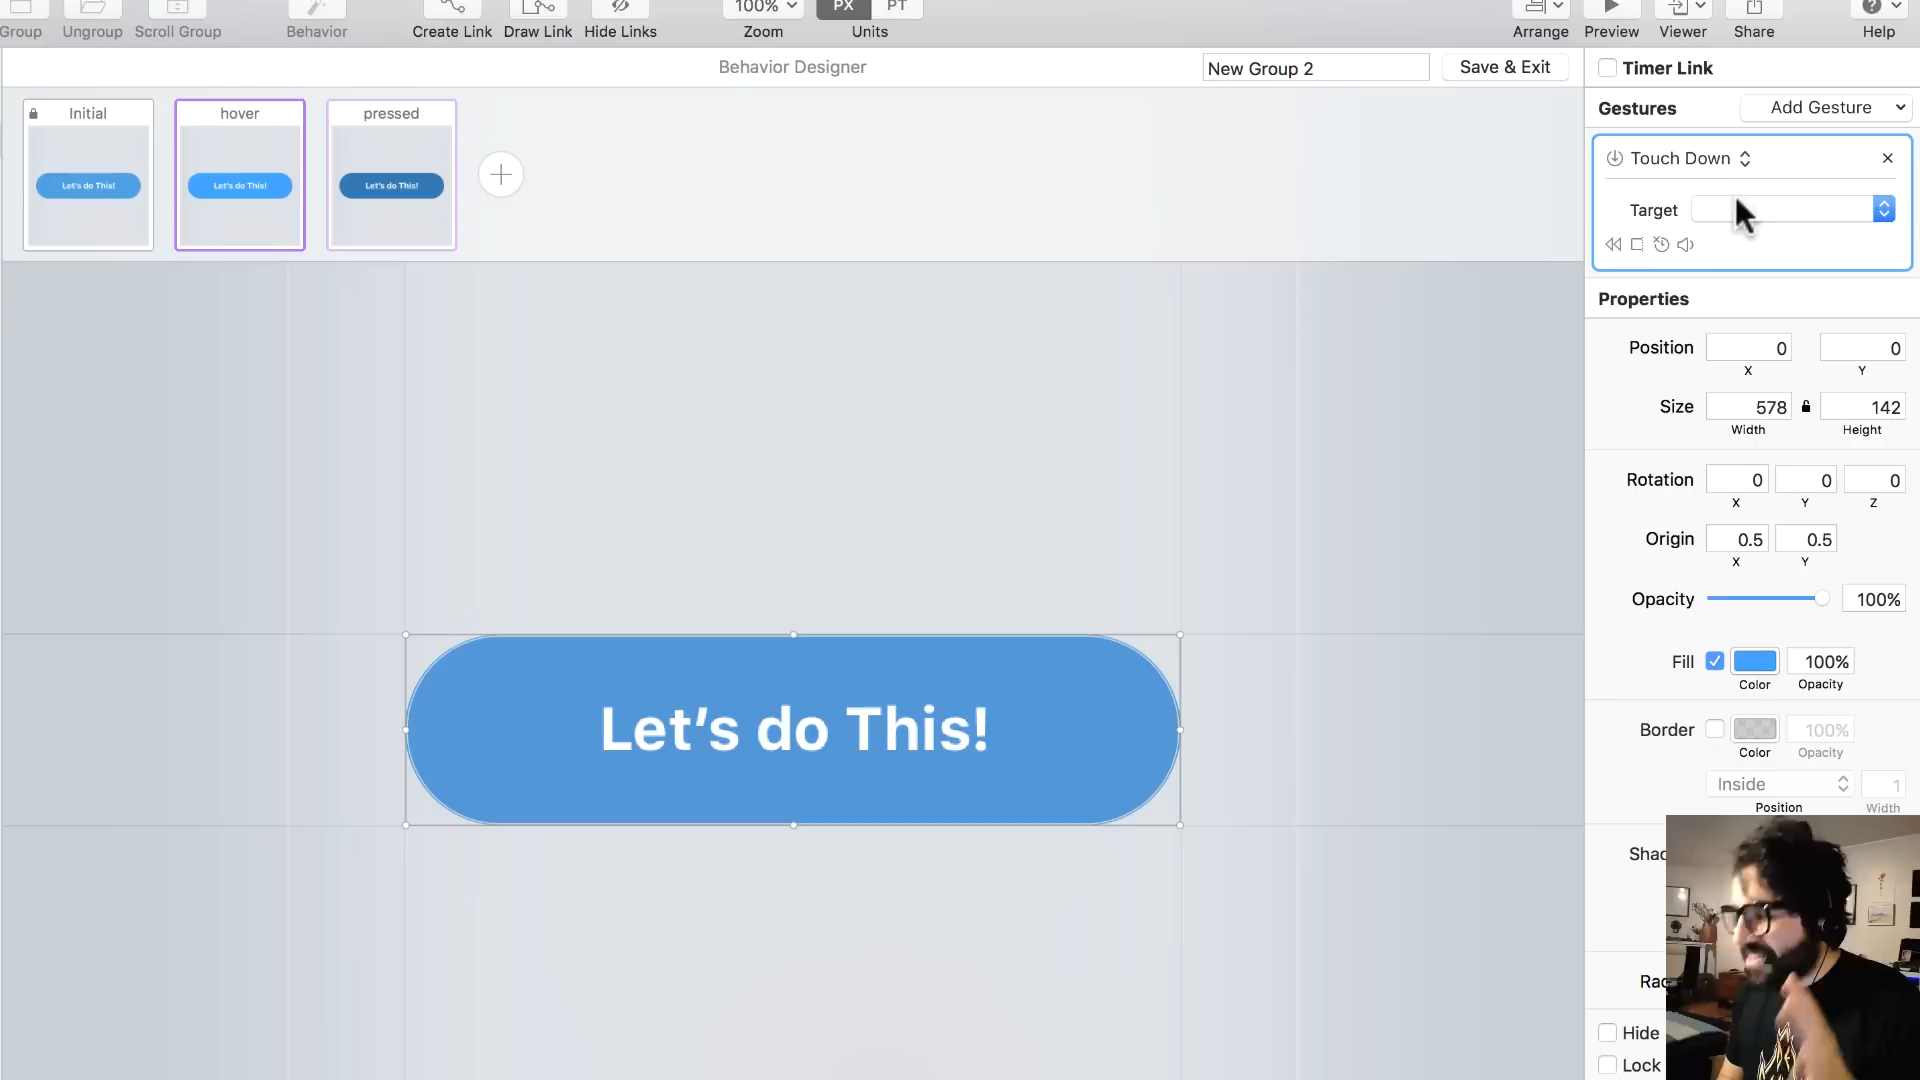 Group Ungroup Scroll Group Behavior Create Link Draw Link Hide Links 100% Zoom PX PT Units Arrange Preview Viewer Share Help
Behavior Designer New Group 2 Save & Exit
Initial hover pressed
Let's do This! Let's do This! Let's do This!
Let's do This!
Timer Link
Gestures Add Gesture
Touch Down
Target
Properties
Position 0 0
X Y
Size 578 142
Width Height
Rotation 0 0 0
X Y Z
Origin 0.5 0.5
X Y
Opacity 100%
Fill 100%
Color Opacity
Border 100%
Color Opacity
Inside 1
Position Width
Hide
Lock